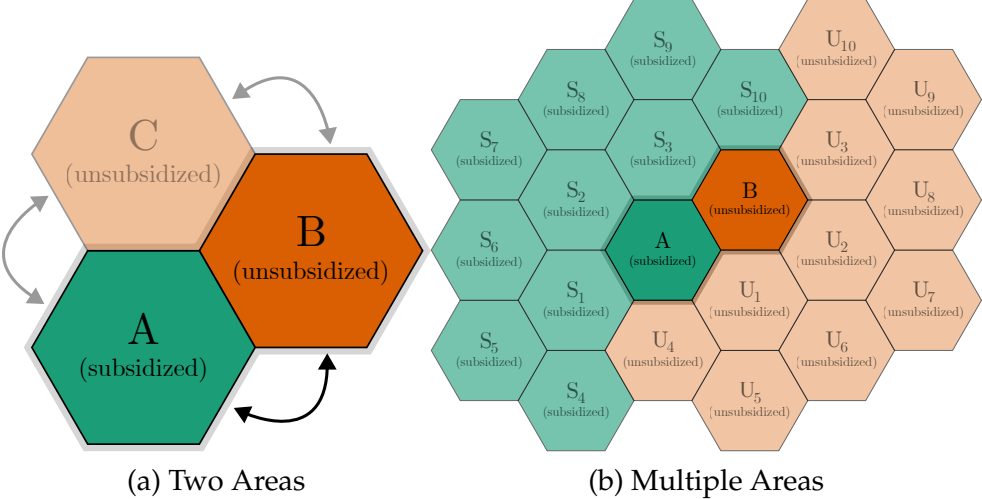 C
(unsubsidized)
B
(unsubsidized)
A
(subsidized)
(a) Two Areas
S9
(subsidized)
U10
(unsubsidized)
S8
(subsidized)
S10
(subsidized)
U9
(unsubsidized)
S7
(subsidized)
S3
(subsidized)
U3
(unsubsidized)
S2
(subsidized)
B
(unsubsidized)
U8
(unsubsidized)
S6
(subsidized)
A
(subsidized)
U2
(unsubsidized)
S1
(subsidized)
U1
(unsubsidized)
U7
(unsubsidized)
S5
(subsidized)
U4
(unsubsidized)
U6
(unsubsidized)
S4
(subsidized)
U5
(unsubsidized)
(b) Multiple Areas